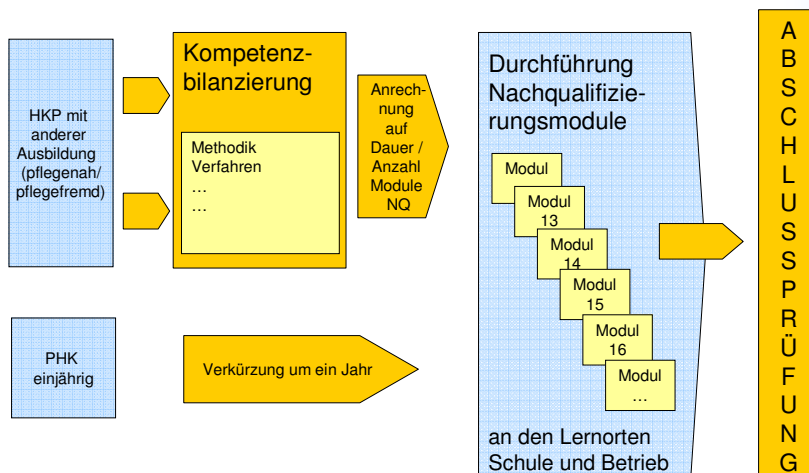 HKP mit
anderer
Ausbildung
(pflegenah/
pflegefremd)
Kompetenz-
bilanzierung
Methodik
Verfahren
…
…
Anrech-
nung
auf
Dauer /
Anzahl
Module
NQ
Durchführung
Nachqualifizie-
rungsmodule
Modul
Modul
13
Modul
14
Modul
15
Modul
16
Modul
…
an den Lernorten
Schule und Betrieb
PHK
einjährig
Verkürzung um ein Jahr
A
B
S
C
H
L
U
S
S
P
R
Ü
F
U
N
G